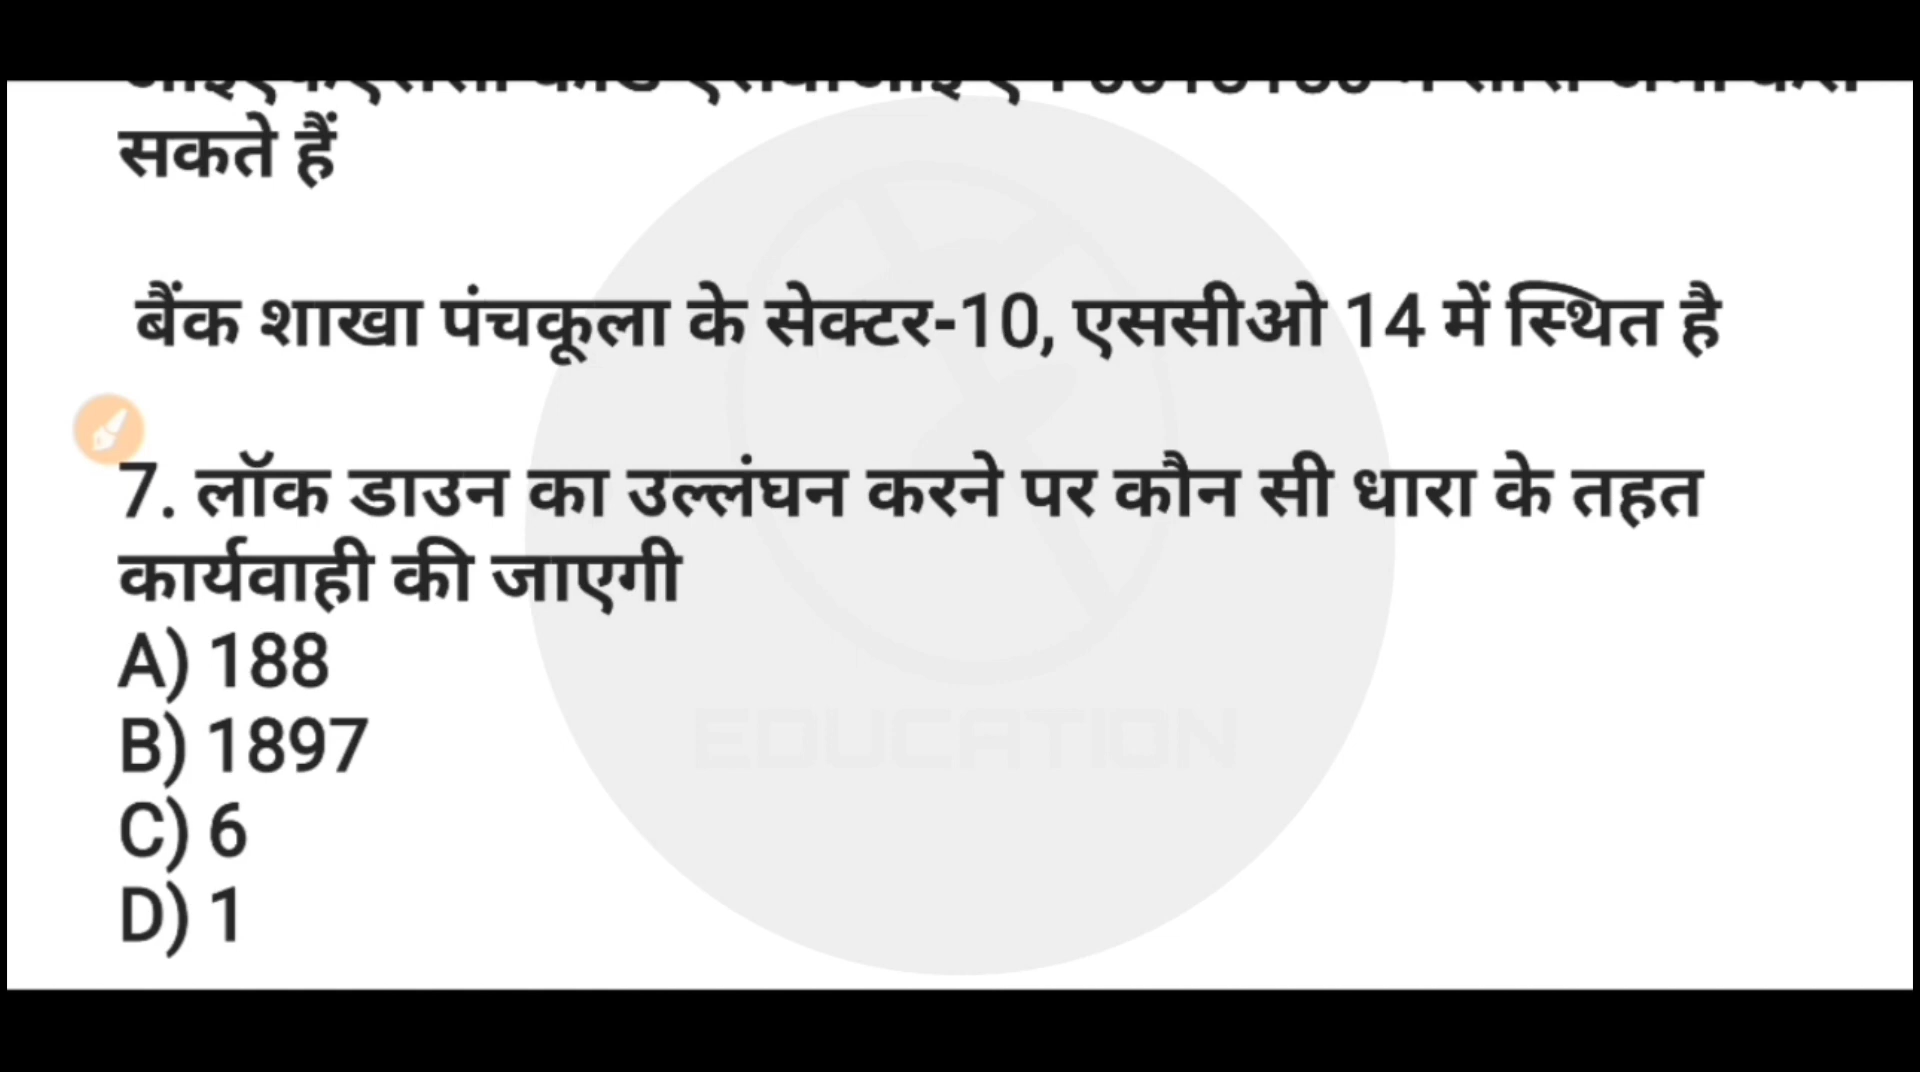 सकते हैं
बैंक शाखा पंचकूला के सेक्टर-10, एससीओ 14 में स्थित है
7. लॉक डाउन का उल्लंघन करने पर कौन सी धारा के तहत
कार्यवाही की जाएगी
A) 188
B) 1897
C) 6
D) 1
EDUCATION